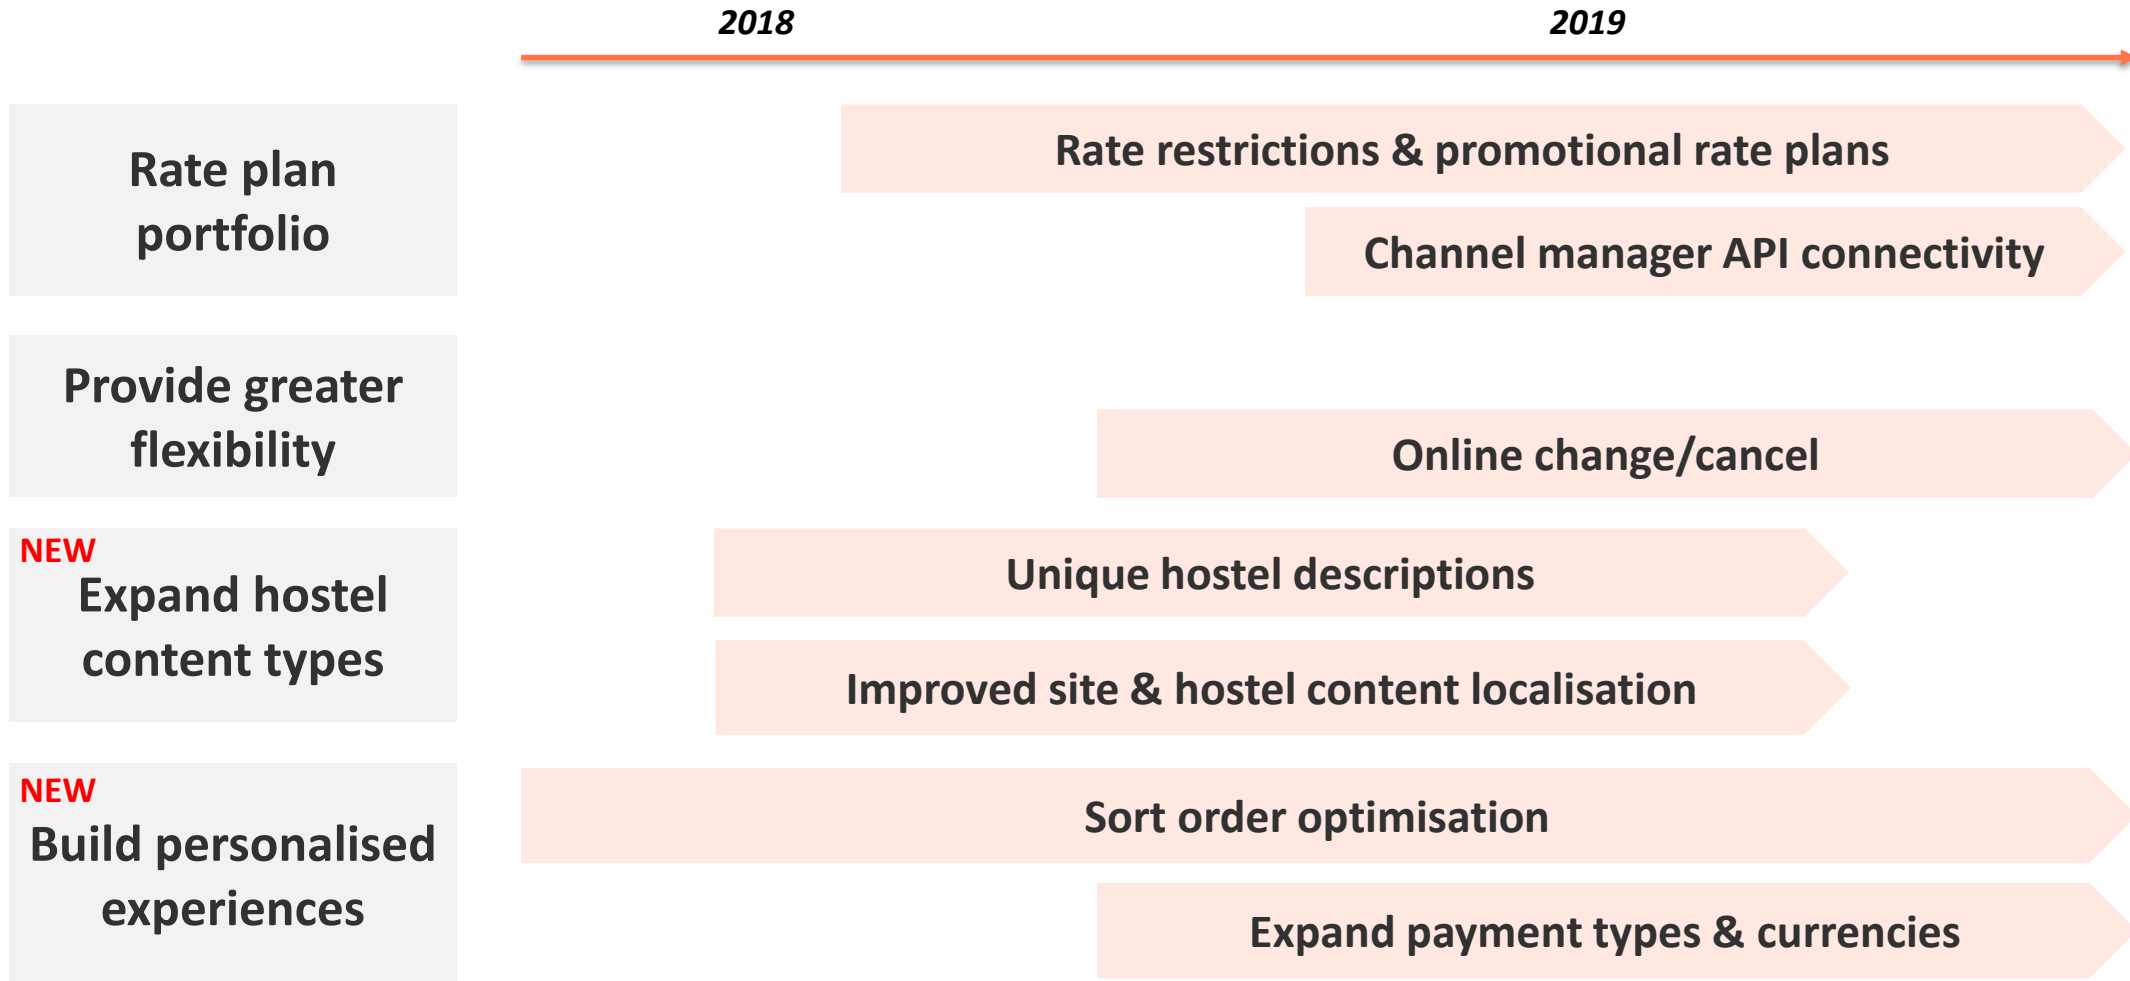 2018
2019
Rate plan
portfolio
Rate restrictions & promotional rate plans
Channel manager API connectivity
Provide greater
flexibility
Online change/cancel
NEW
Expand hostel
content types
Unique hostel descriptions
Improved site & hostel content localisation
NEW
Build personalised
experiences
Sort order optimisation
Expand payment types & currencies